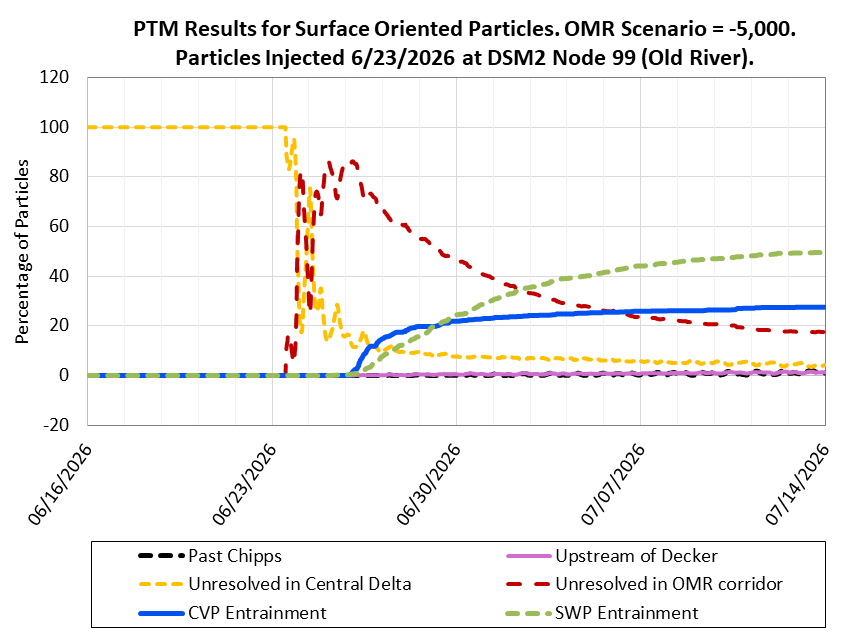 PTM Results for Surface Oriented Particles. OMR Scenario = -5,000.
Particles Injected 6/23/2026 at DSM2 Node 99 (Old River).
120
100
80
60
40
20
0
-20
Percentage of Particles
06/16/2026
06/23/2026
06/30/2026
07/07/2026
07/14/2026
Past Chipps
Upstream of Decker
Unresolved in Central Delta
Unresolved in OMR corridor
CVP Entrainment
SWP Entrainment